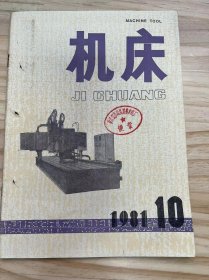 MACHINE TOOL
机床
JI CHUANG
1981 10